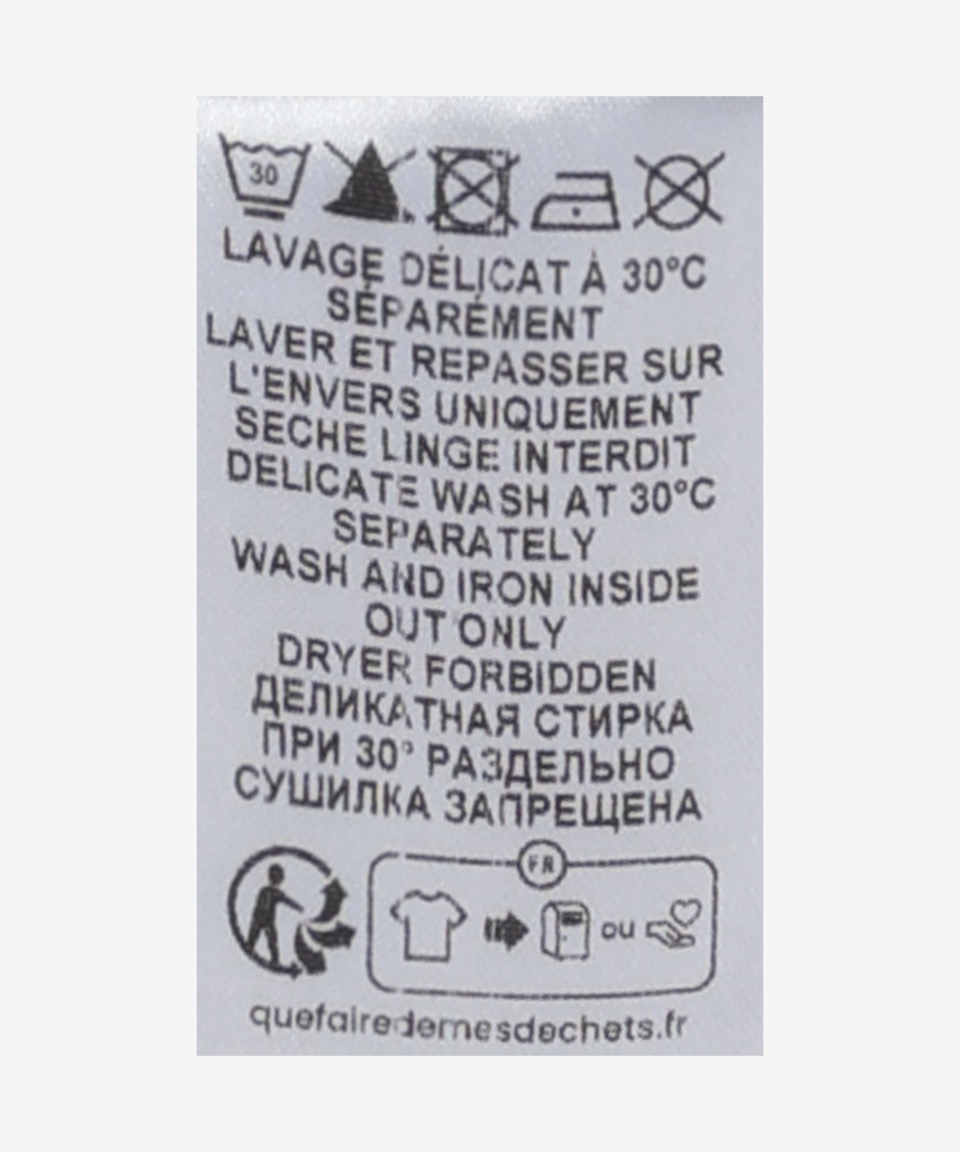 30
LAVAGE DÉLICAT À 30°C
SÉPARÉMENT
LAVER ET REPASSER SUR
L'ENVERS UNIQUEMENT
SECHE LINGE INTERDIT
DELICATE WASH AT 30°C
SEPARATELY
WASH AND IRON INSIDE
OUT ONLY
DRYER FORBIDDEN
ДЕЛИКАТНАЯ СТИРКА
ПРИ 30° РАЗДЕЛЬНО
СУШИЛКА ЗАПРЕЩЕНА
FR
ou
quefairedemesdechets.fr